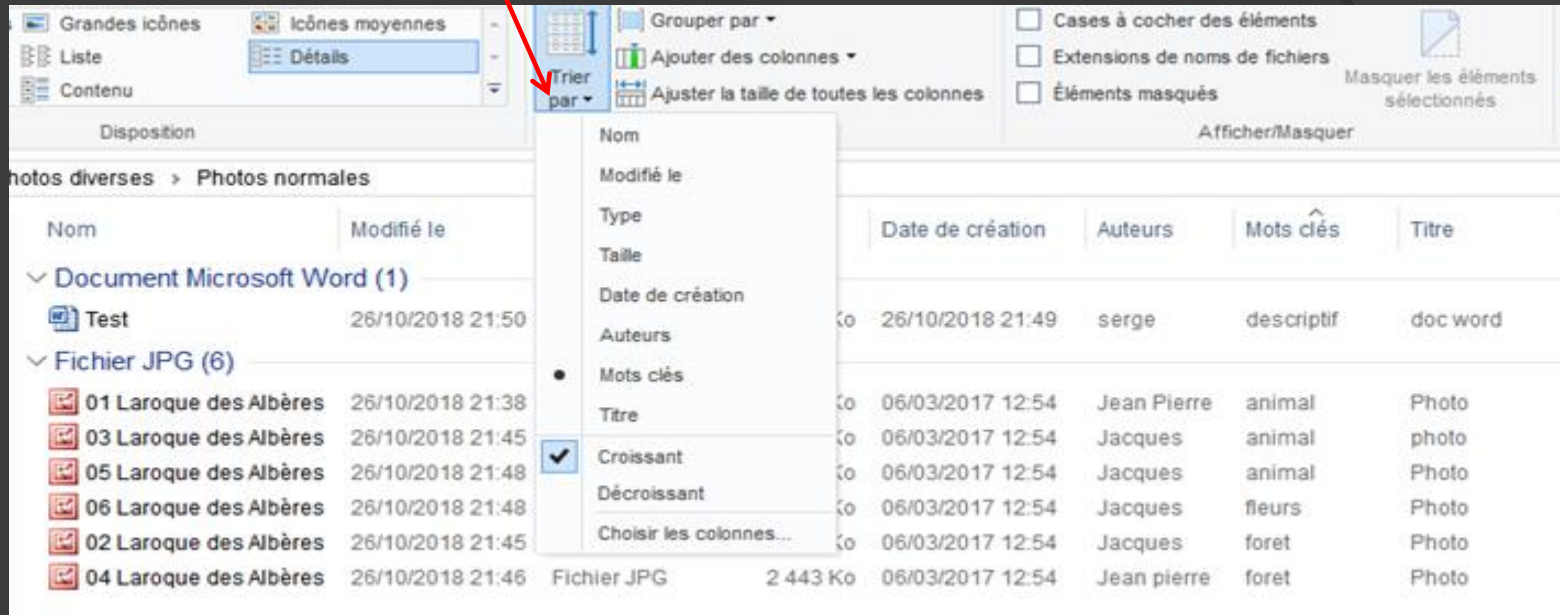 Grandes icônes Icônes moyennes
Liste Détails
Contenu
Disposition
Trier
par
Grouper par
Ajouter des colonnes
Ajuster la taille de toutes les colonnes
Cases à cocher des éléments
Extensions de noms de fichiers
Éléments masqués
Masquer les éléments
sélectionnés
Afficher/Masquer
hotos diverses > Photos normales
Nom
Modifié le
Type
Taille
Date de création
Auteurs
Mots clés
Titre
Croissant
Décroissant
Choisir les colonnes...
Nom Modifié le Date de création Auteurs Mots clés Titre
Document Microsoft Word (1)
Test 26/10/2018 21:50 Ko 26/10/2018 21:49 serge descriptif doc word
Fichier JPG (6)
01 Laroque des Albères 26/10/2018 21:38 Ko 06/03/2017 12:54 Jean Pierre animal Photo
03 Laroque des Albères 26/10/2018 21:45 Ko 06/03/2017 12:54 Jacques animal photo
05 Laroque des Albères 26/10/2018 21:48 Ko 06/03/2017 12:54 Jacques animal Photo
06 Laroque des Albères 26/10/2018 21:48 Ko 06/03/2017 12:54 Jacques fleurs Photo
02 Laroque des Albères 26/10/2018 21:45 Ko 06/03/2017 12:54 Jacques foret Photo
04 Laroque des Albères 26/10/2018 21:46 Fichier JPG 2 443 Ko 06/03/2017 12:54 Jean pierre foret Photo